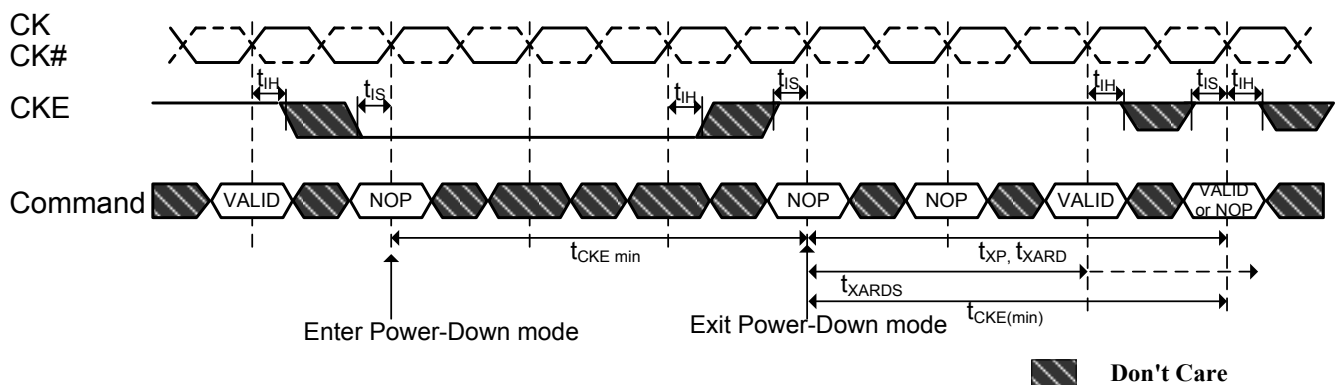 CK
CK#
tIH
tIS
tIH
tIS
tIH
tIS
tIH
CKE
Command
VALID
NOP
NOP
NOP
VALID
VALID
or NOP
tCKE min
tXP, tXARD
tXARDS
tCKE(min)
Enter Power-Down mode
Exit Power-Down mode
Don't Care